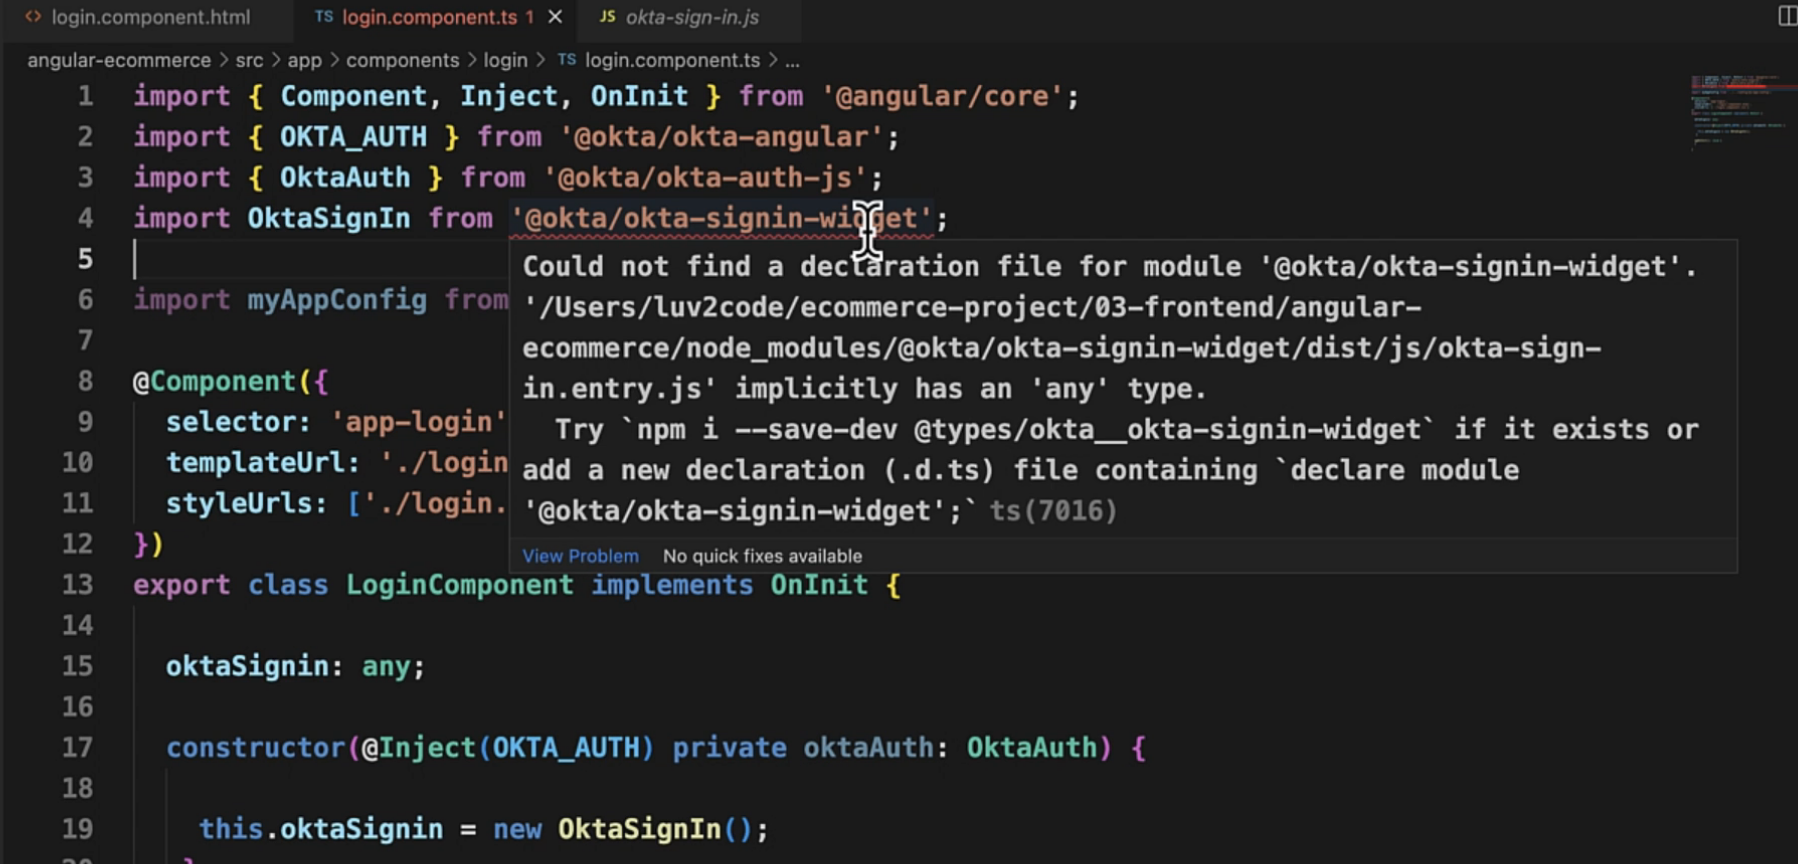 <> login.component.html TS login.component.ts 1 × JS okta-sign-in.js
angular-ecommerce > src > app > components > login > TS login.component.ts > ...
1 import { Component, Inject, OnInit } from '@angular/core';
2 import { OKTA_AUTH } from '@okta/okta-angular';
3 import { OktaAuth } from '@okta/okta-auth-js';
4 import OktaSignIn from '@okta/okta-signin-widget';
5
6 import myAppConfig from
7
8 @Component({
9 selector: 'app-login'
10 templateUrl: './login
11 styleUrls: ['./login.
12 })
13 export class LoginComponent implements OnInit {
14
15 oktaSignin: any;
16
17 constructor(@Inject(OKTA_AUTH) private oktaAuth: OktaAuth) {
18
19 this.oktaSignin = new OktaSignIn();
Could not find a declaration file for module '@okta/okta-signin-widget'.
'/Users/luv2code/ecommerce-project/03-frontend/angular-
ecommerce/node_modules/@okta/okta-signin-widget/dist/js/okta-sign-
in.entry.js' implicitly has an 'any' type.
Try `npm i --save-dev @types/okta__okta-signin-widget` if it exists or
add a new declaration (.d.ts) file containing `declare module
'@okta/okta-signin-widget';` ts(7016)
View Problem No quick fixes available